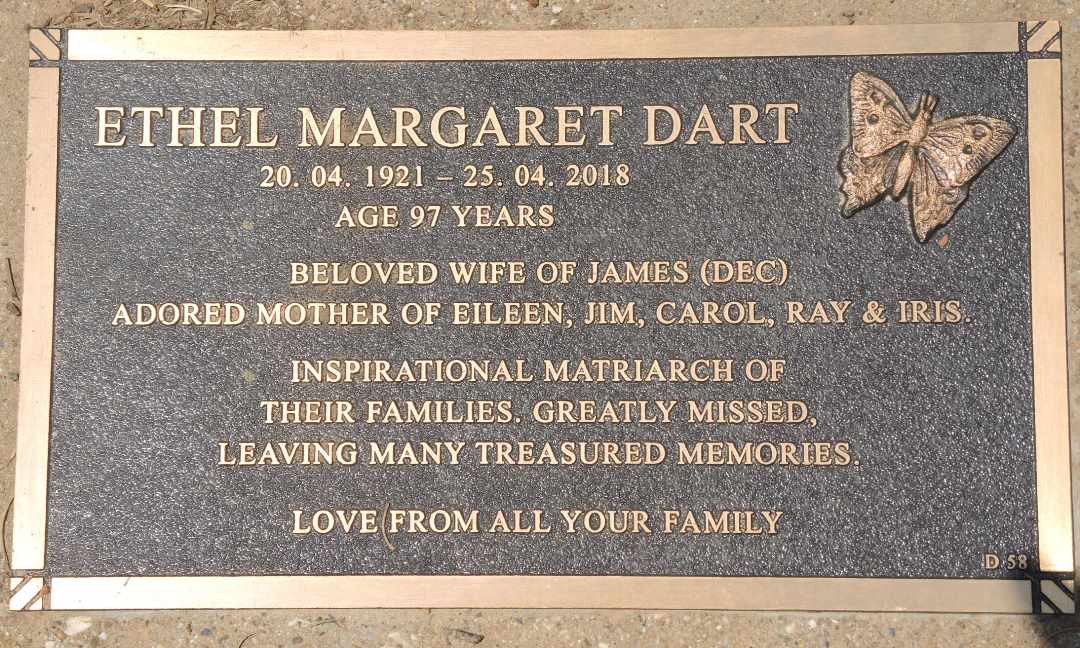 ETHEL MARGARET DART
20. 04. 1921 – 25. 04. 2018
AGE 97 YEARS
BELOVED WIFE OF JAMES (DEC)
ADORED MOTHER OF EILEEN, JIM, CAROL, RAY & IRIS.
INSPIRATIONAL MATRIARCH OF
THEIR FAMILIES. GREATLY MISSED,
LEAVING MANY TREASURED MEMORIES.
LOVE FROM ALL YOUR FAMILY
D 58